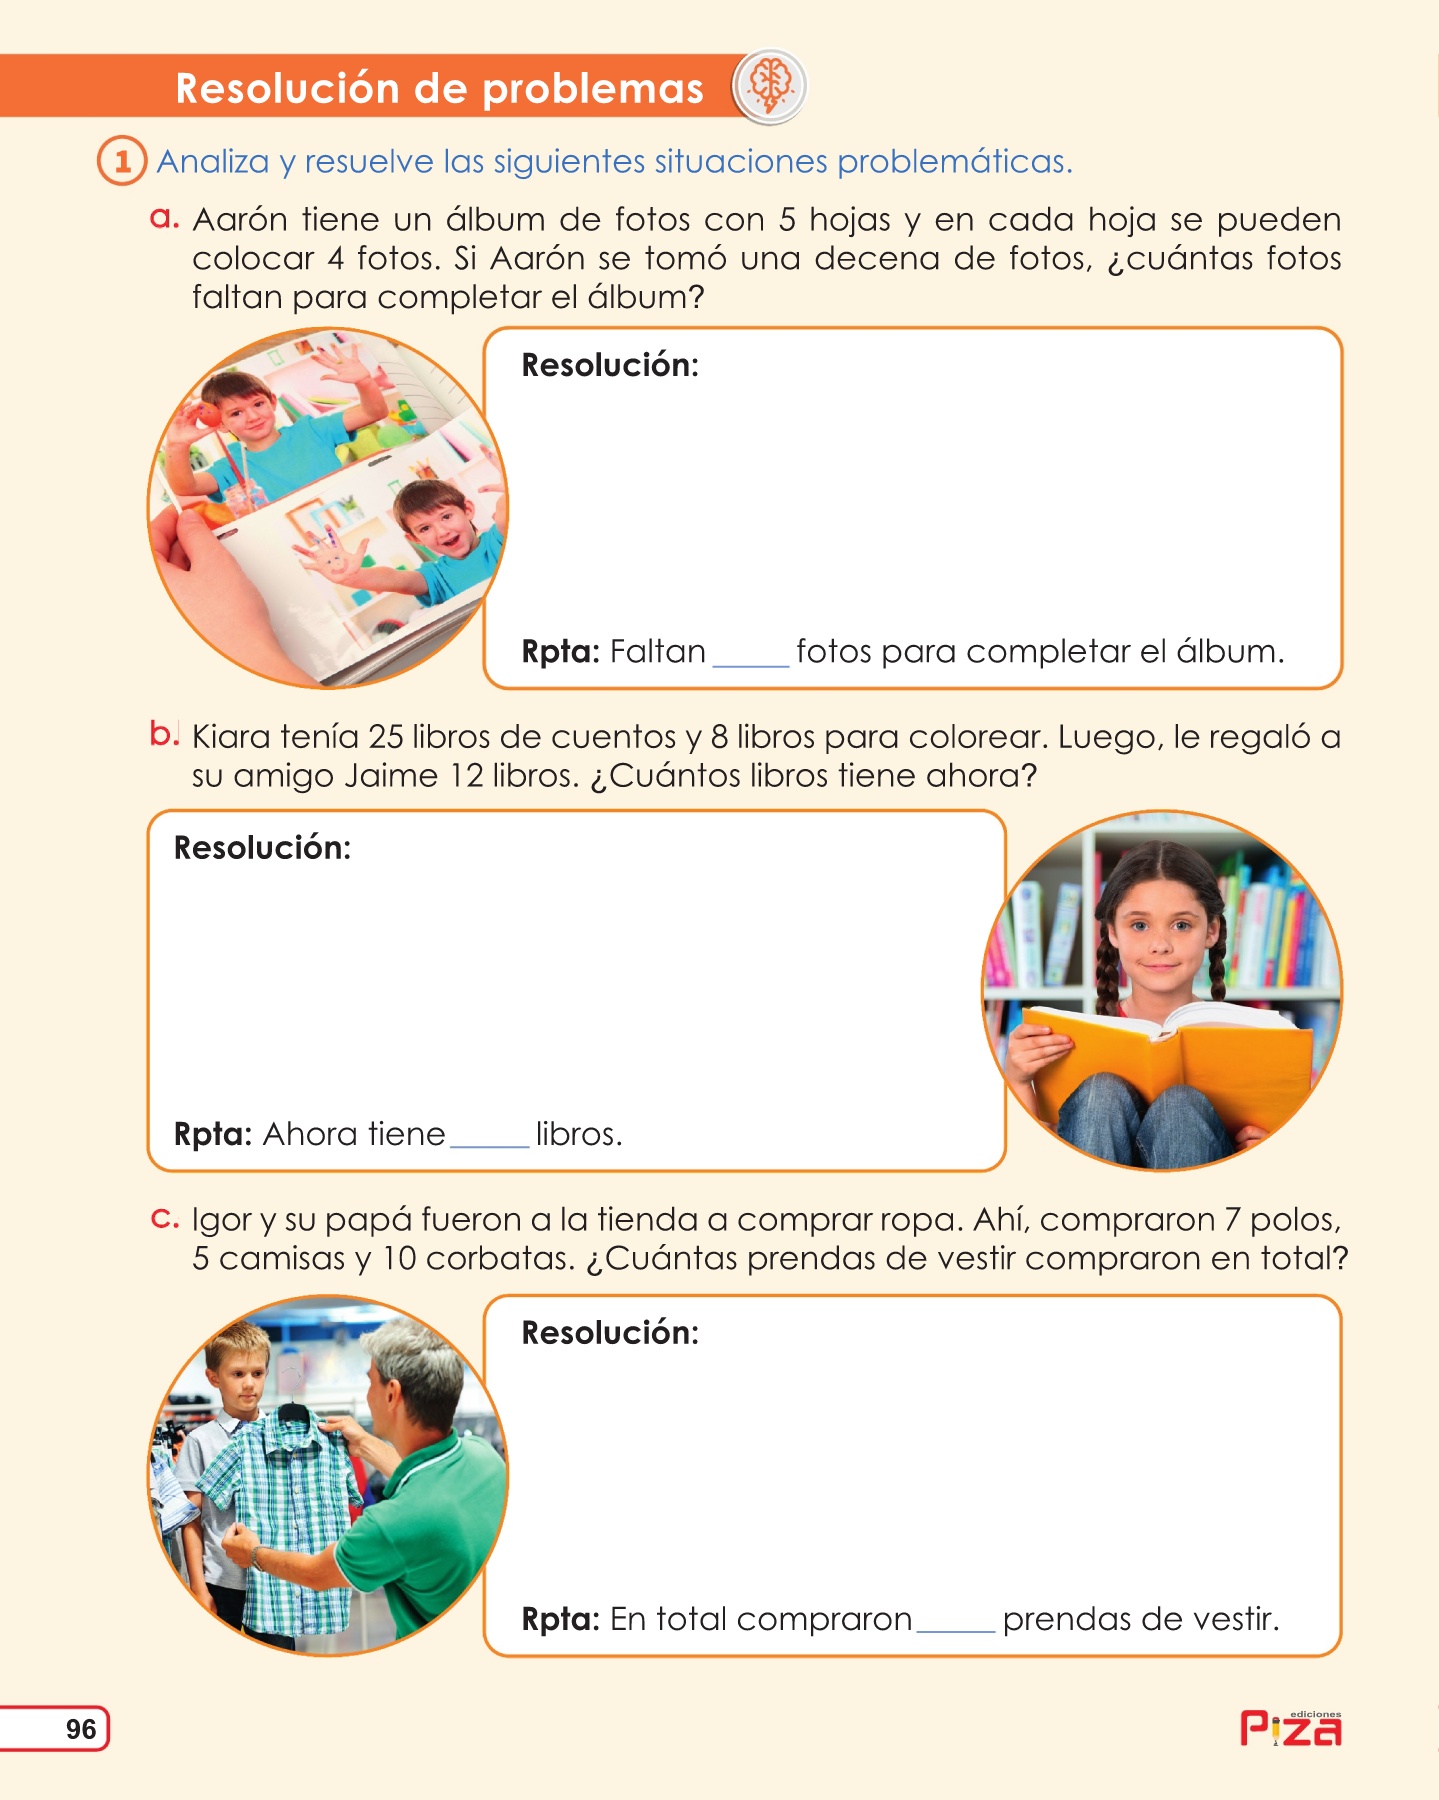 Resolución de problemas
1 Analiza y resuelve las siguientes situaciones problemáticas.
a. Aarón tiene un álbum de fotos con 5 hojas y en cada hoja se pueden
colocar 4 fotos. Si Aarón se tomó una decena de fotos, ¿cuántas fotos
faltan para completar el álbum?
Resolución:
Rpta: Faltan _____ fotos para completar el álbum.
b. Kiara tenía 25 libros de cuentos y 8 libros para colorear. Luego, le regaló a
su amigo Jaime 12 libros. ¿Cuántos libros tiene ahora?
Resolución:
Rpta: Ahora tiene _____ libros.
c. Igor y su papá fueron a la tienda a comprar ropa. Ahí, compraron 7 polos,
5 camisas y 10 corbatas. ¿Cuántas prendas de vestir compraron en total?
Resolución:
Rpta: En total compraron _____ prendas de vestir.
96
ediciones
Piza